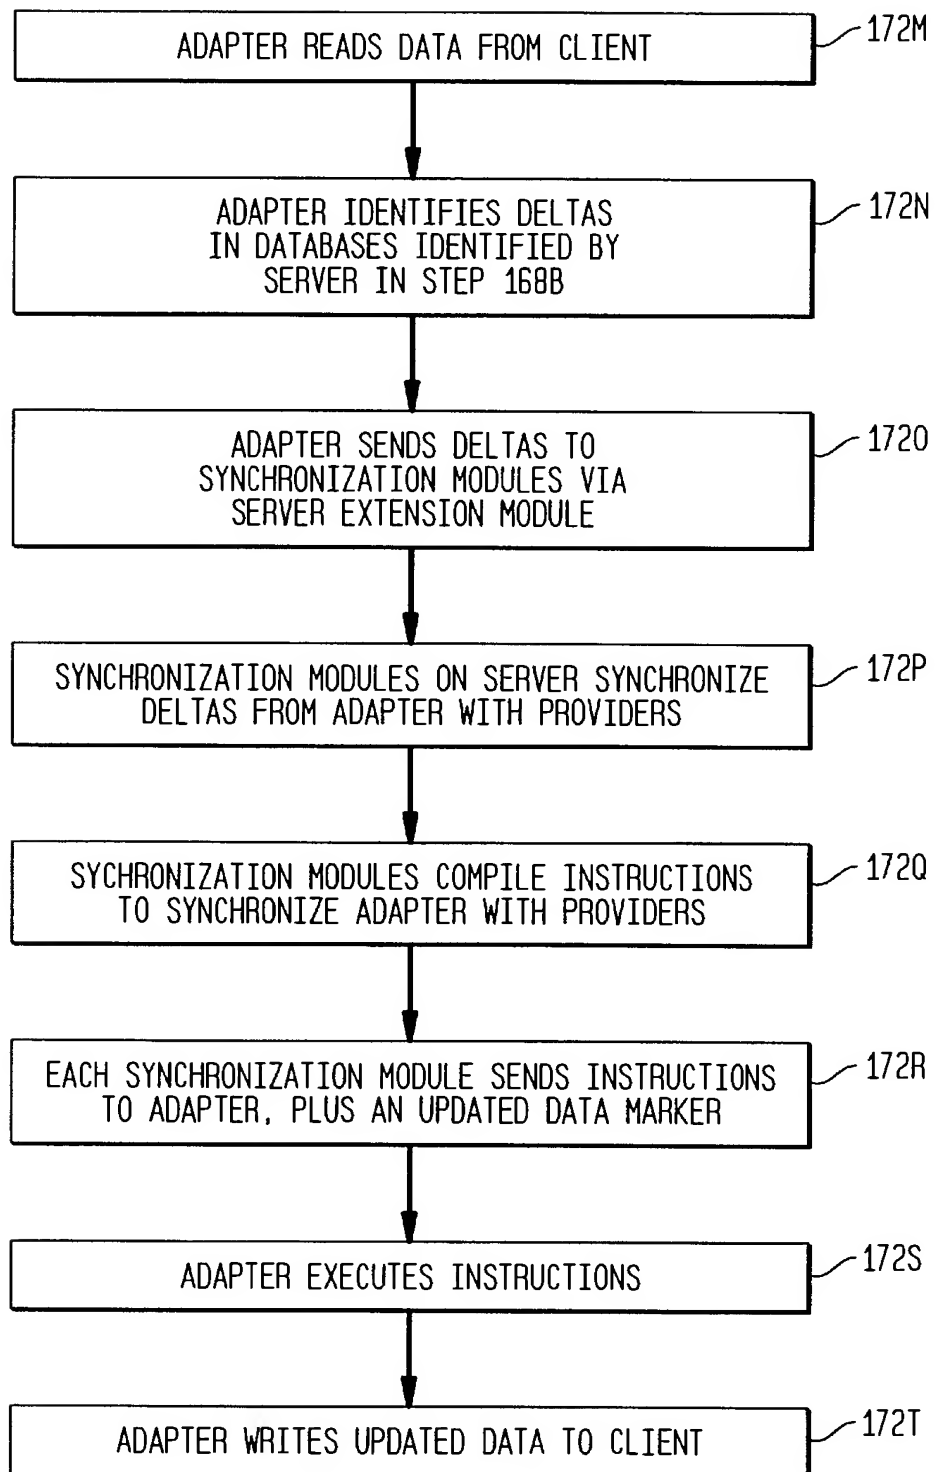 ADAPTER READS DATA FROM CLIENT
172M
ADAPTER IDENTIFIES DELTAS
IN DATABASES IDENTIFIED BY
SERVER IN STEP 168B
172N
ADAPTER SENDS DELTAS TO
SYNCHRONIZATION MODULES VIA
SERVER EXTENSION MODULE
172O
SYNCHRONIZATION MODULES ON SERVER SYNCHRONIZE
DELTAS FROM ADAPTER WITH PROVIDERS
172P
SYCHRONIZATION MODULES COMPILE INSTRUCTIONS
TO SYNCHRONIZE ADAPTER WITH PROVIDERS
172Q
EACH SYNCHRONIZATION MODULE SENDS INSTRUCTIONS
TO ADAPTER, PLUS AN UPDATED DATA MARKER
172R
ADAPTER EXECUTES INSTRUCTIONS
172S
ADAPTER WRITES UPDATED DATA TO CLIENT
172T